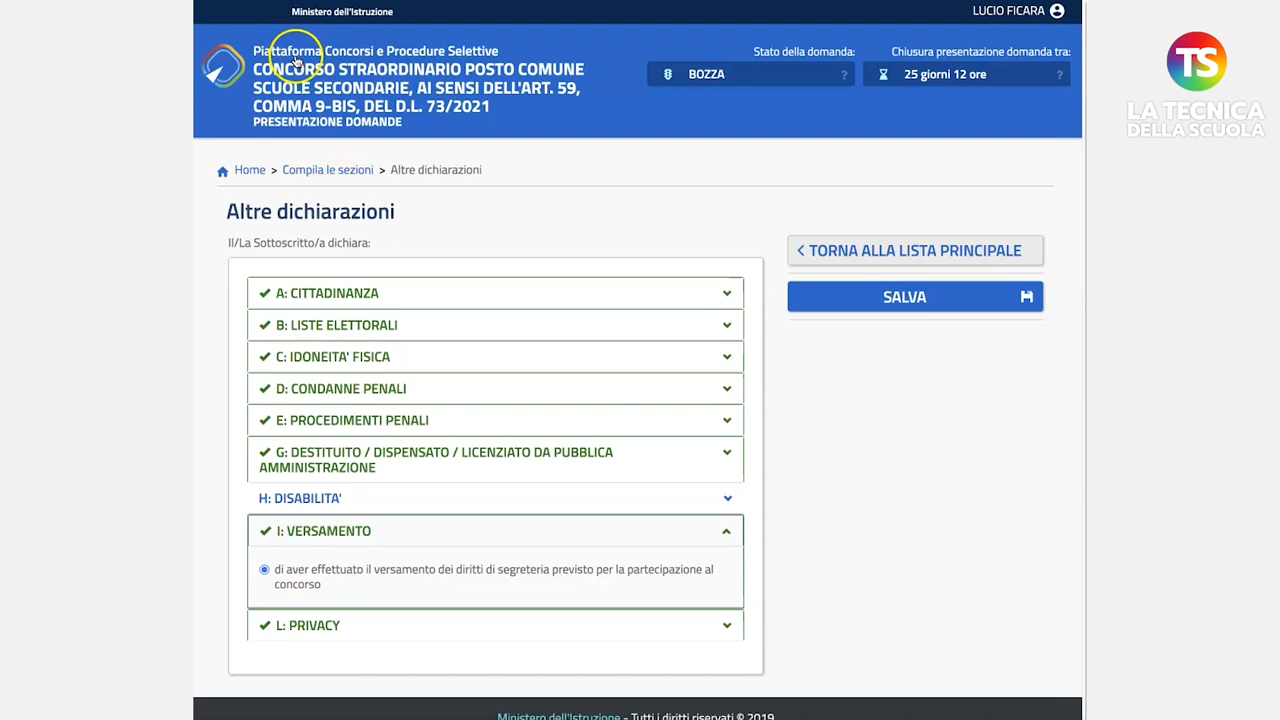 Ministero dell'Istruzione
LUCIO FICARA
Piattaforma Concorsi e Procedure Selettive
CONCORSO STRAORDINARIO POSTO COMUNE
SCUOLE SECONDARIE, AI SENSI DELL'ART. 59,
COMMA 9-BIS, DEL D.L. 73/2021
PRESENTAZIONE DOMANDE
Stato della domanda:
BOZZA ?
Chiusura presentazione domanda tra:
25 giorni 12 ore ?
TS
LA TECNICA
DELLA SCUOLA
Home > Compila le sezioni > Altre dichiarazioni
Altre dichiarazioni
Il/La Sottoscritto/a dichiara:
A: CITTADINANZA
B: LISTE ELETTORALI
C: IDONEITA' FISICA
D: CONDANNE PENALI
E: PROCEDIMENTI PENALI
G: DESTITUITO / DISPENSATO / LICENZIATO DA PUBBLICA
AMMINISTRAZIONE
H: DISABILITA'
I: VERSAMENTO
di aver effettuato il versamento dei diritti di segreteria previsto per la partecipazione al
concorso
L: PRIVACY
< TORNA ALLA LISTA PRINCIPALE
SALVA
Ministero dell'Istruzione - Tutti i diritti riservati © 2019